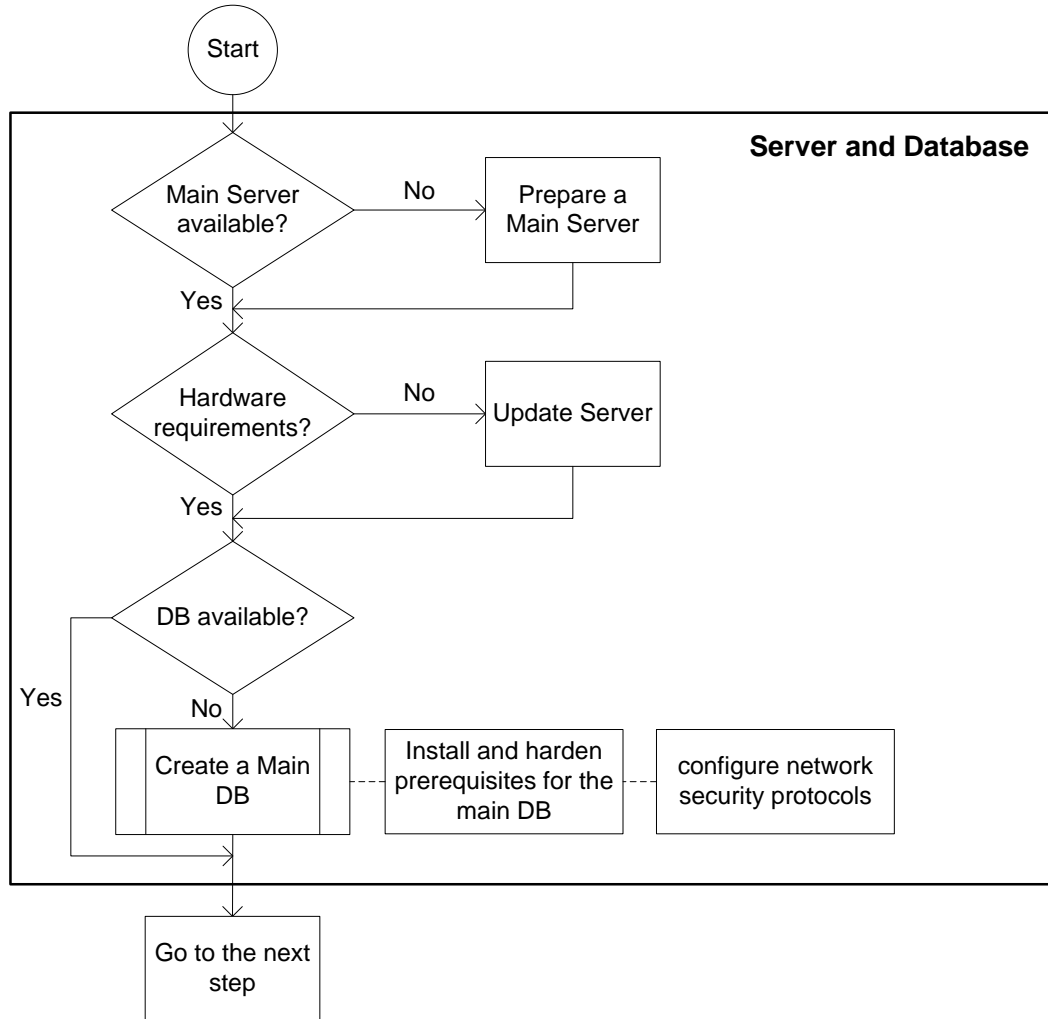 Start
Server and Database
Main Server
available?
No
Prepare a
Main Server
Yes
Hardware
requirements?
No
Update Server
Yes
DB available?
Yes
No
Create a Main
DB
Install and harden
prerequisites for the
main DB
configure network
security protocols
Go to the next
step